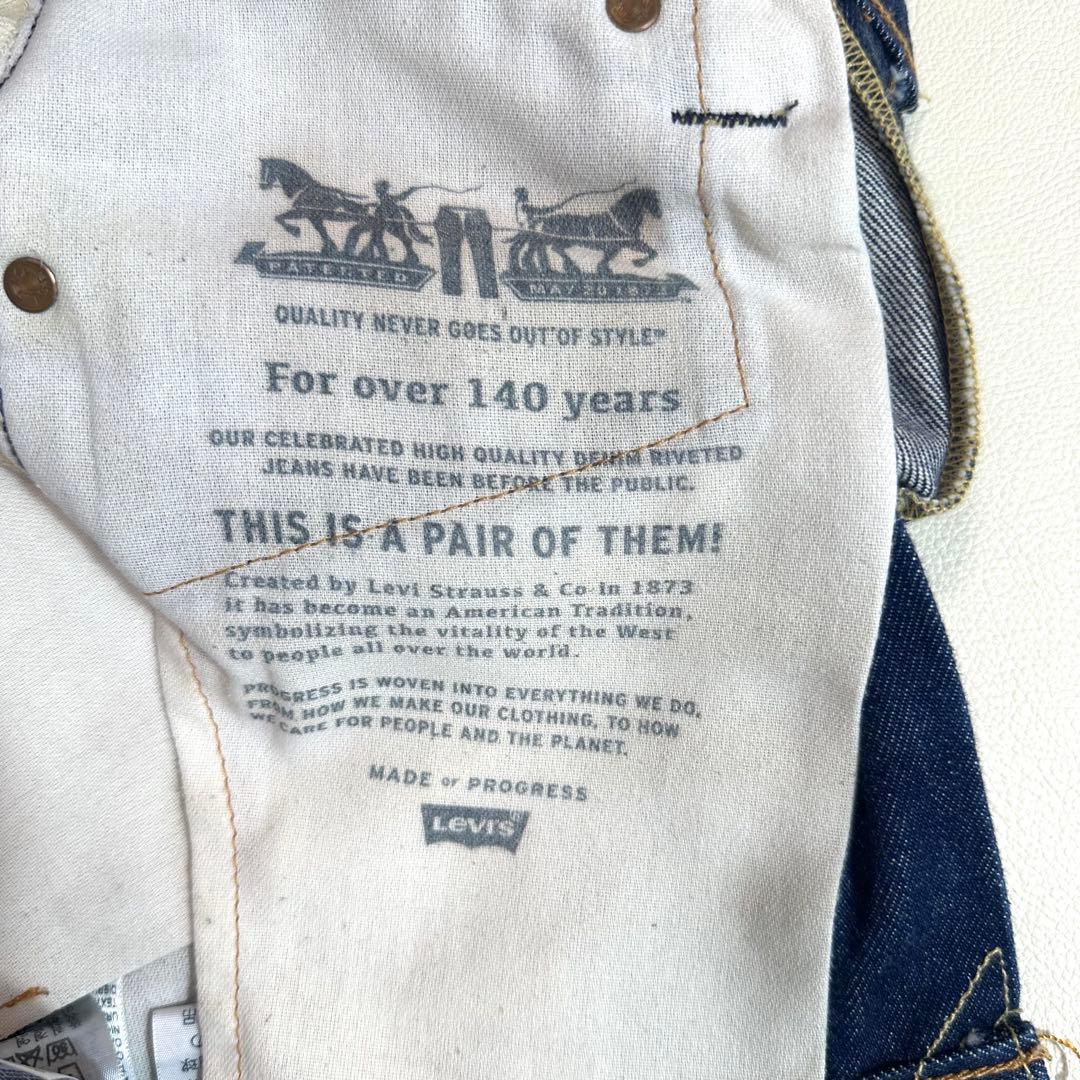 PATENTED
MAY 20 1873
QUALITY NEVER GOES OUT OF STYLE™
For over 140 years
OUR CELEBRATED HIGH QUALITY DENIM RIVETED
JEANS HAVE BEEN BEFORE THE PUBLIC.
THIS IS A PAIR OF THEM!
Created by Levi Strauss & Co in 1873
it has become an American Tradition,
symbolizing the vitality of the West
to people all over the world.
PROGRESS IS WOVEN INTO EVERYTHING WE DO,
FROM HOW WE MAKE OUR CLOTHING, TO HOW
WE CARE FOR PEOPLE AND THE PLANET.
MADE OF PROGRESS
LEVI'S